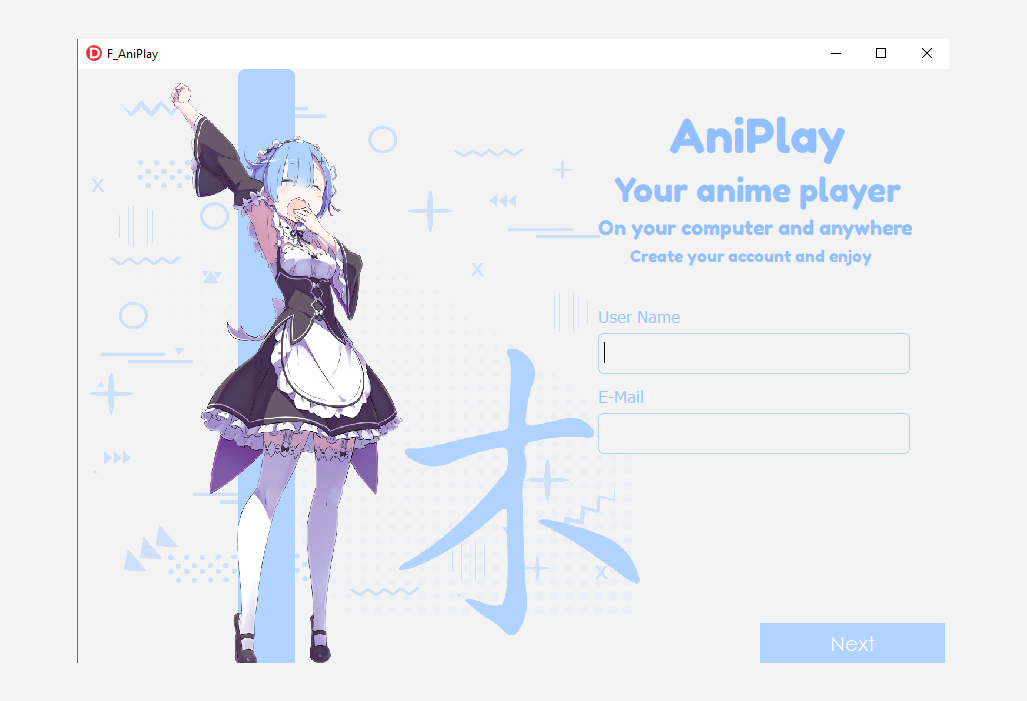 F_AniPlay
AniPlay
Your anime player
On your computer and anywhere
Create your account and enjoy
User Name
E-Mail
木
Next